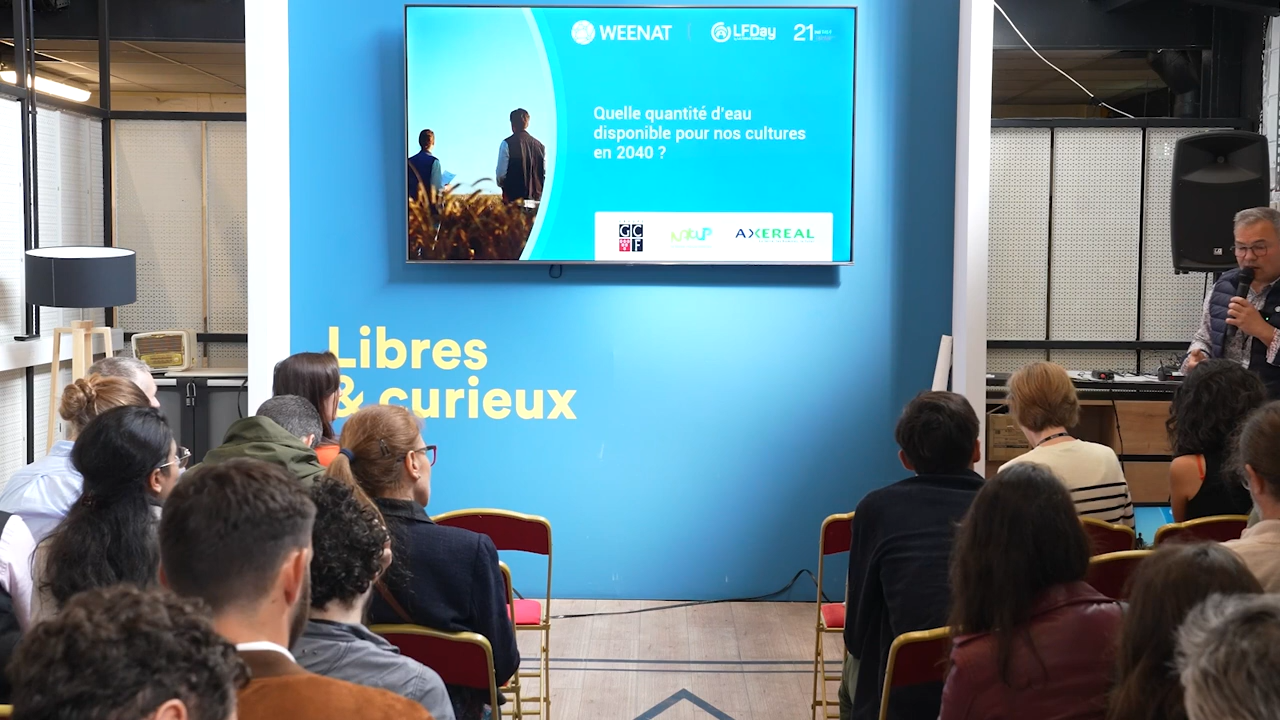 WEENAT LFDay 21
Quelle quantité d'eau
disponible pour nos cultures
en 2040 ?
GCF
AXEREAL
Libres
& curieux